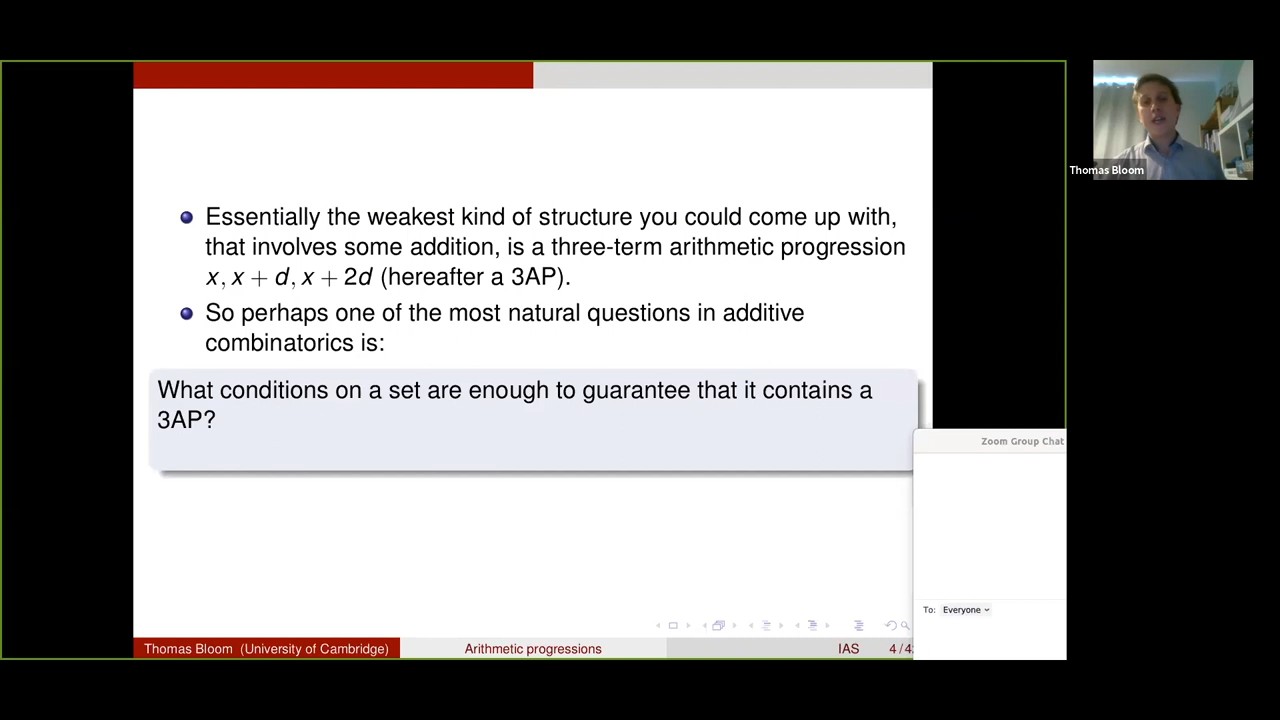 Essentially the weakest kind of structure you could come up with,
that involves some addition, is a three-term arithmetic progression
x, x + d, x + 2d (hereafter a 3AP).
So perhaps one of the most natural questions in additive
combinatorics is:
What conditions on a set are enough to guarantee that it contains a
3AP?
Thomas Bloom (University of Cambridge)
Arithmetic progressions
IAS
Thomas Bloom
Zoom Group Chat
To: Everyone